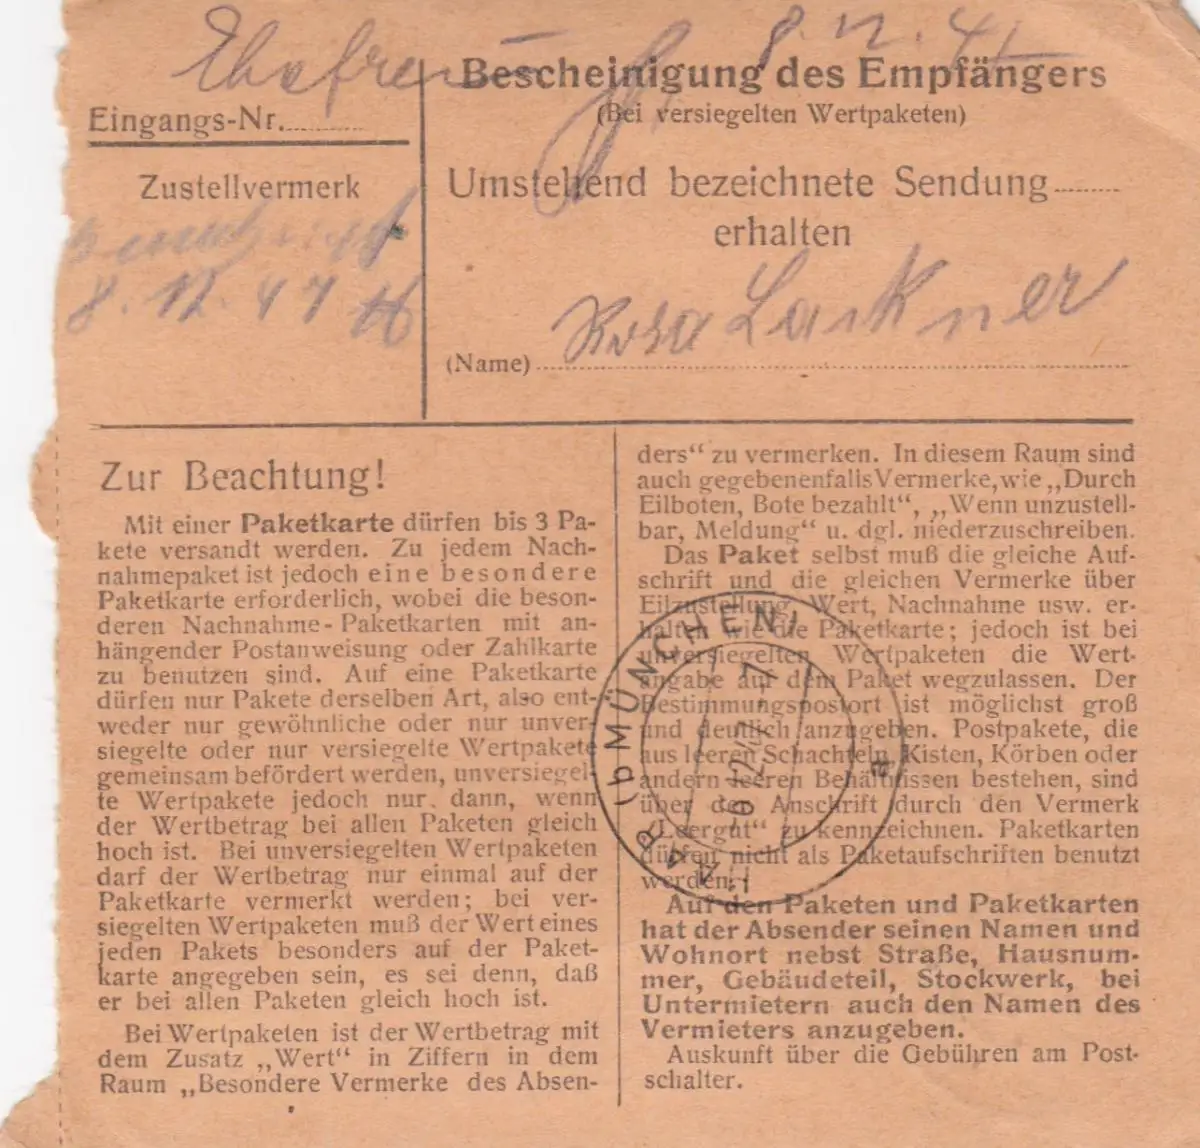 Ehefrau
8. 12. 47
Eingangs-Nr.
Bescheinigung des Empfängers
(Bei versiegelten Wertpaketen)
Zustellvermerk
Umstehend bezeichnete Sendung
erhalten
8. 12. 47
Rosa Lackner
(Name)
Zur Beachtung!
Mit einer Paketkarte dürfen bis 3 Pa-
kete versandt werden. Zu jedem Nach-
nahmepaket ist jedoch eine besondere
Paketkarte erforderlich, wobei die beson-
deren Nachnahme-Paketkarten mit an-
hängender Postanweisung oder Zahlkarte
zu benutzen sind. Auf eine Paketkarte
dürfen nur Pakete derselben Art, also ent-
weder nur gewöhnliche oder nur unver-
siegelte oder nur versiegelte Wertpakete
gemeinsam befördert werden, unversiegel-
te Wertpakete jedoch nur dann, wenn
der Wertbetrag bei allen Paketen gleich
hoch ist. Bei unversiegelten Wertpaketen
darf der Wertbetrag nur einmal auf der
Paketkarte vermerkt werden; bei ver-
siegelten Wertpaketen muß der Wert eines
jeden Pakets besonders auf der Paket-
karte angegeben sein, es sei denn, daß
er bei allen Paketen gleich hoch ist.
Bei Wertpaketen ist der Wertbetrag mit
dem Zusatz „Wert“ in Ziffern in dem
Raum „Besondere Vermerke des Absen-
ders“ zu vermerken. In diesem Raum sind
auch gegebenenfalls Vermerke, wie „Durch
Eilboten, Bote bezahlt“, „Wenn unzustell-
bar, Meldung“ u. dgl. niederzuschreiben.
Das Paket selbst muß die gleiche Auf-
schrift und die gleichen Vermerke über
Eilzustellung, Wert, Nachnahme usw. er-
halten wie die Paketkarte; jedoch ist bei
unversiegelten Wertpaketen die Wert-
angabe auf dem Paket wegzulassen. Der
Bestimmungspostort ist möglichst groß
und deutlich anzugeben. Postpakete, die
aus leeren Schachteln, Kisten, Körben oder
andern leeren Behältnissen bestehen, sind
über der Anschrift durch den Vermerk
„Leergut“ zu kennzeichnen. Paketkarten
dürfen nicht als Paketaufschriften benutzt
werden.
Auf den Paketen und Paketkarten
hat der Absender seinen Namen und
Wohnort nebst Straße, Hausnum-
mer, Gebäudeteil, Stockwerk, bei
Untermietern auch den Namen des
Vermieters anzugeben.
Auskunft über die Gebühren am Post-
schalter.
HAAR (b MÜNCHEN)